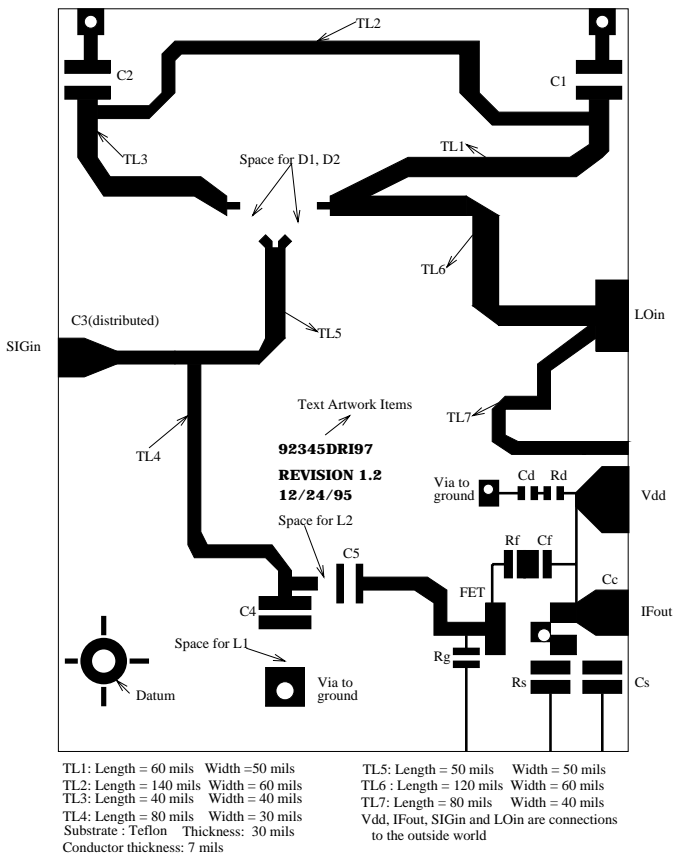 TL2
C2
C1
TL3
Space for D1, D2
TL1
TL6
C3(distributed)
LOin
SIGin
TL5
Text Artwork Items
TL7
TL4
92345DRI97
REVISION 1.2
12/24/95
Via to
ground
Cd
Rd
Vdd
Space for L2
C5
Rf
Cf
FET
Cc
C4
IFout
Space for L1
Rg
Datum
Via to
ground
Rs
Cs
TL1: Length = 60 mils Width =50 mils
TL2: Length = 140 mils Width = 60 mils
TL3: Length = 40 mils Width = 40 mils
TL4: Length = 80 mils Width = 30 mils
Substrate : Teflon Thickness: 30 mils
Conductor thickness: 7 mils
TL5: Length = 50 mils Width = 50 mils
TL6 : Length = 120 mils Width = 60 mils
TL7: Length = 80 mils Width = 40 mils
Vdd, IFout, SIGin and LOin are connections
to the outside world